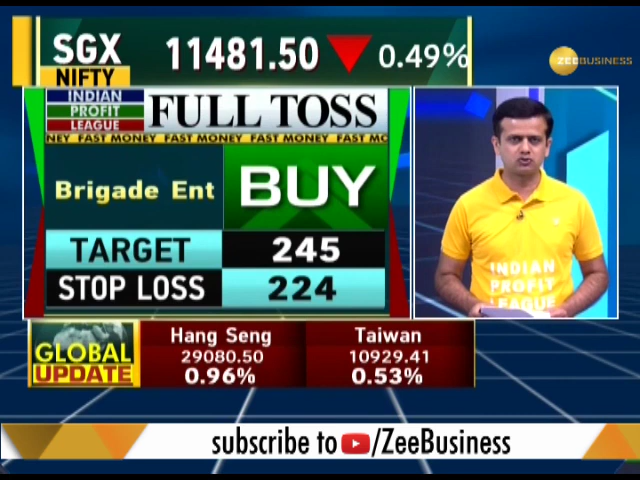 SGX
NIFTY
11481.50
0.49%
ZEEBUSINESS
INDIAN
PROFIT
LEAGUE
FULL TOSS
NEY FAST MONEY FAST MONEY FAST MONEY FAST MO
Brigade Ent
BUY
TARGET
245
STOP LOSS
224
INDIAN
PROFIT
LEAGUE
GLOBAL
UPDATE
Hang Seng
29080.50
0.96%
Taiwan
10929.41
0.53%
subscribe to /ZeeBusiness